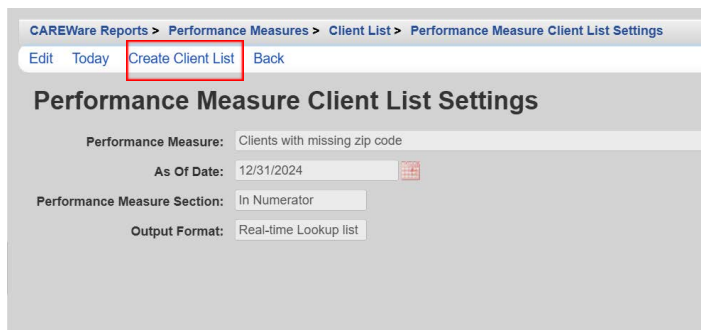 CAREWare Reports > Performance Measures > Client List > Performance Measure Client List Settings
Edit Today Create Client List Back
Performance Measure Client List Settings
Performance Measure: Clients with missing zip code
As Of Date: 12/31/2024
Performance Measure Section: In Numerator
Output Format: Real-time Lookup list